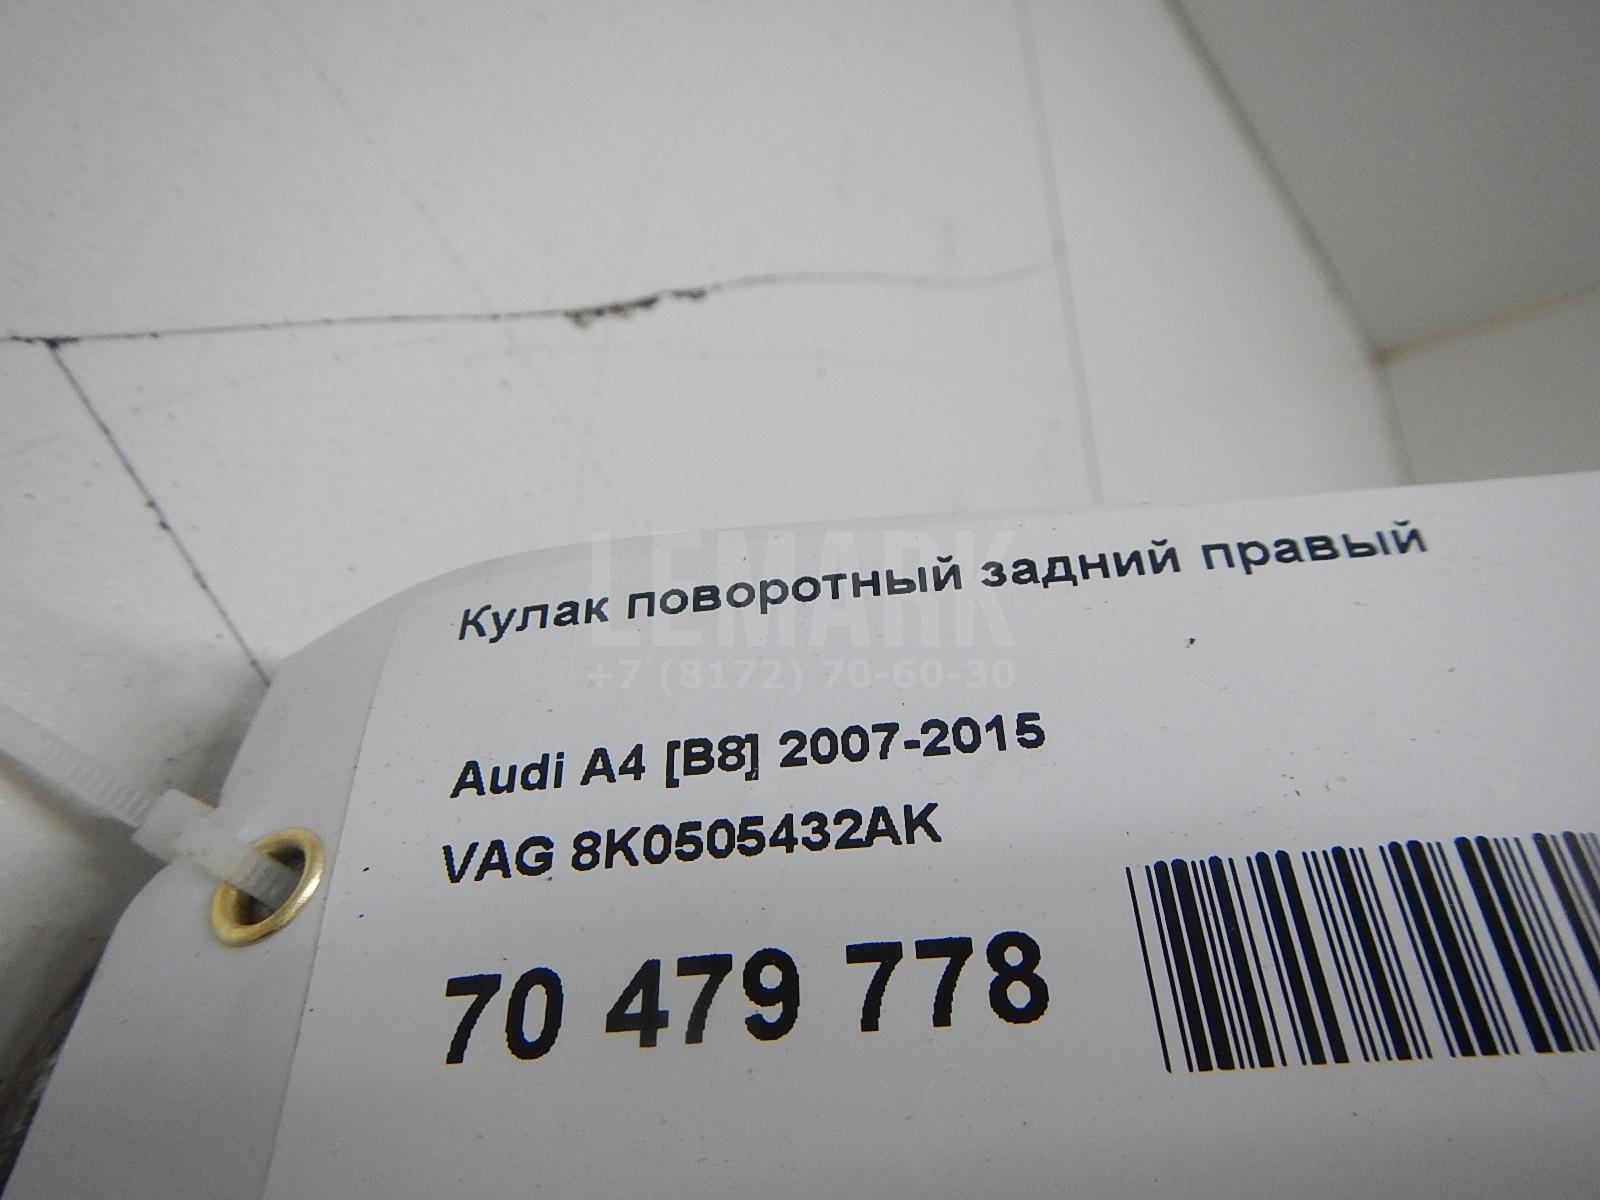 Кулак поворотный задний правый
LEMARK
+7 (8172) 70-60-30
Audi A4 [B8] 2007-2015
VAG 8K0505432AK
70 479 778